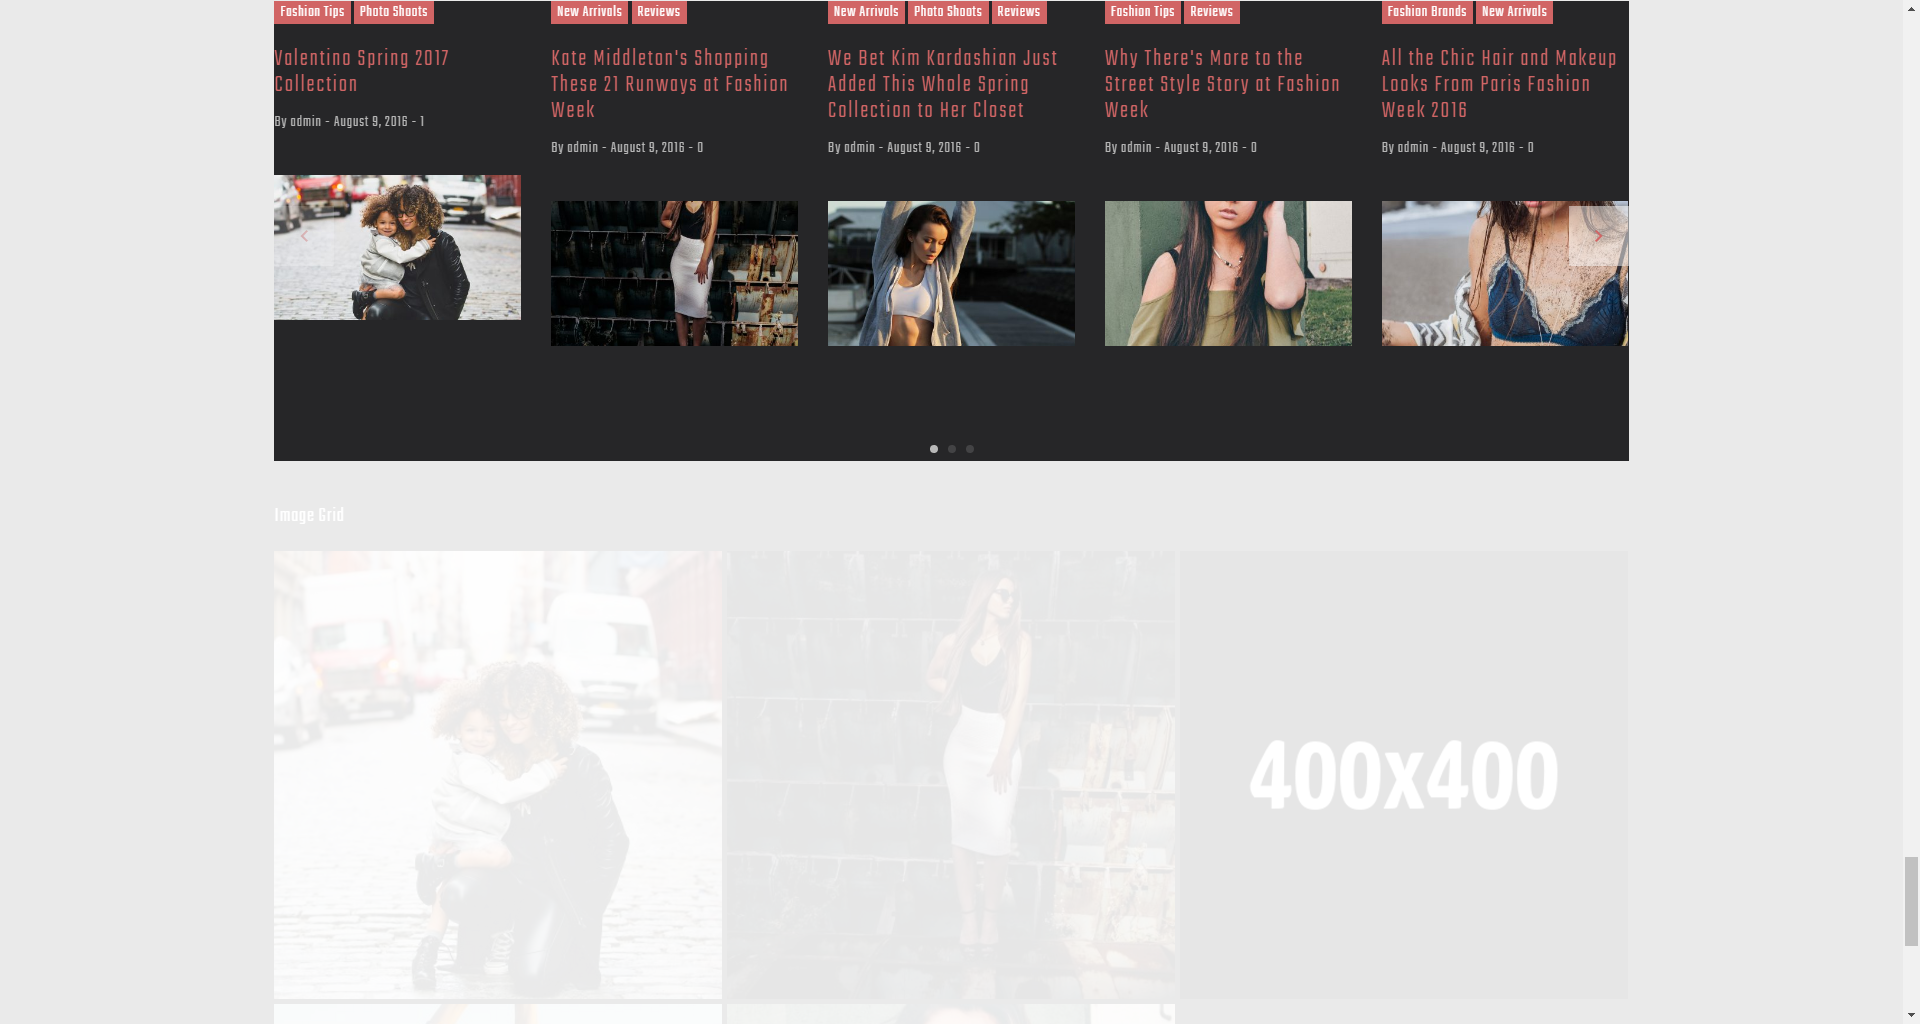 Fashion Tips Photo Shoots
Valentino Spring 2017
Collection
By admin - August 9, 2016 - 1
New Arrivals Reviews
Kate Middleton's Shopping
These 21 Runways at Fashion
Week
By admin - August 9, 2016 - 0
New Arrivals Photo Shoots Reviews
We Bet Kim Kardashian Just
Added This Whole Spring
Collection to Her Closet
By admin - August 9, 2016 - 0
Fashion Tips Reviews
Why There's More to the
Street Style Story at Fashion
Week
By admin - August 9, 2016 - 0
Fashion Brands New Arrivals
All the Chic Hair and Makeup
Looks From Paris Fashion
Week 2016
By admin - August 9, 2016 - 0
Image Grid
400x400